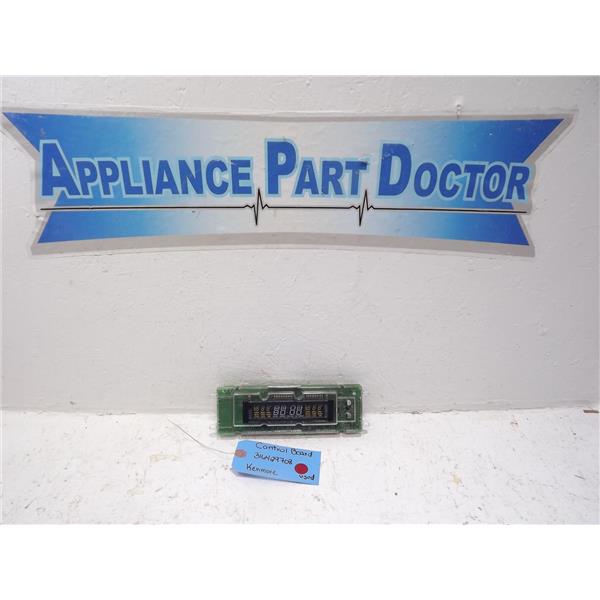 APPLIANCE PART DOCTOR
Control Board
316429708
Kenmore
used